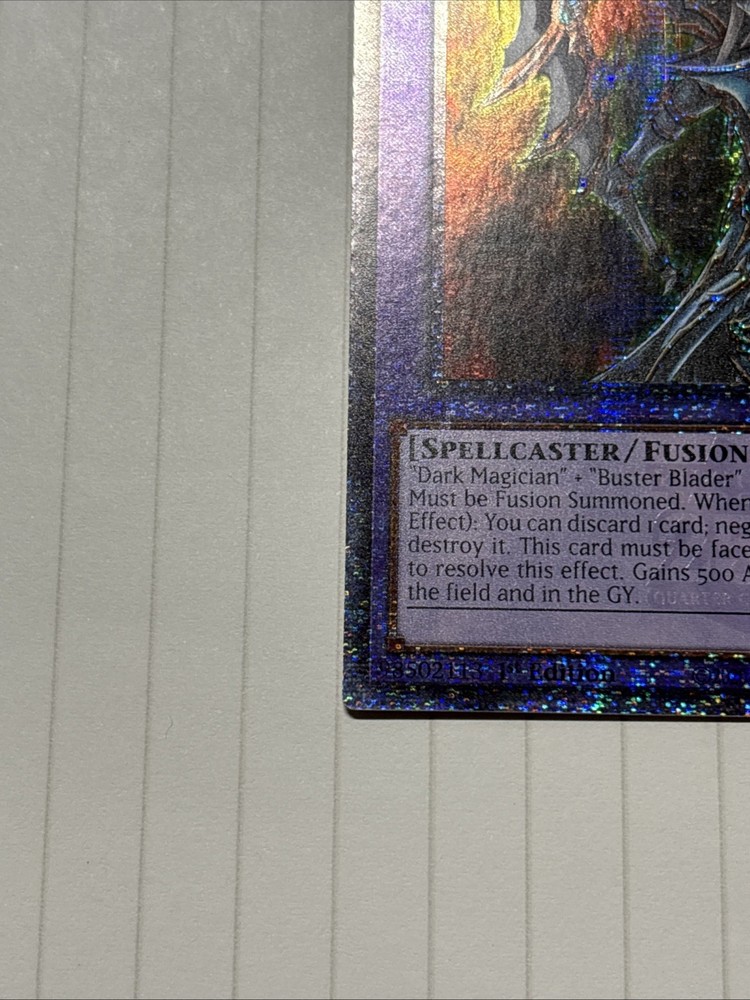 [SPELLCASTER/FUSION
"Dark Magician" + "Buster Blader"
Must be Fusion Summoned. When
Effect): You can discard 1 card; neg
destroy it. This card must be face
to resolve this effect. Gains 500 A
the field and in the GY. (QUARTER
98502113 1st Edition